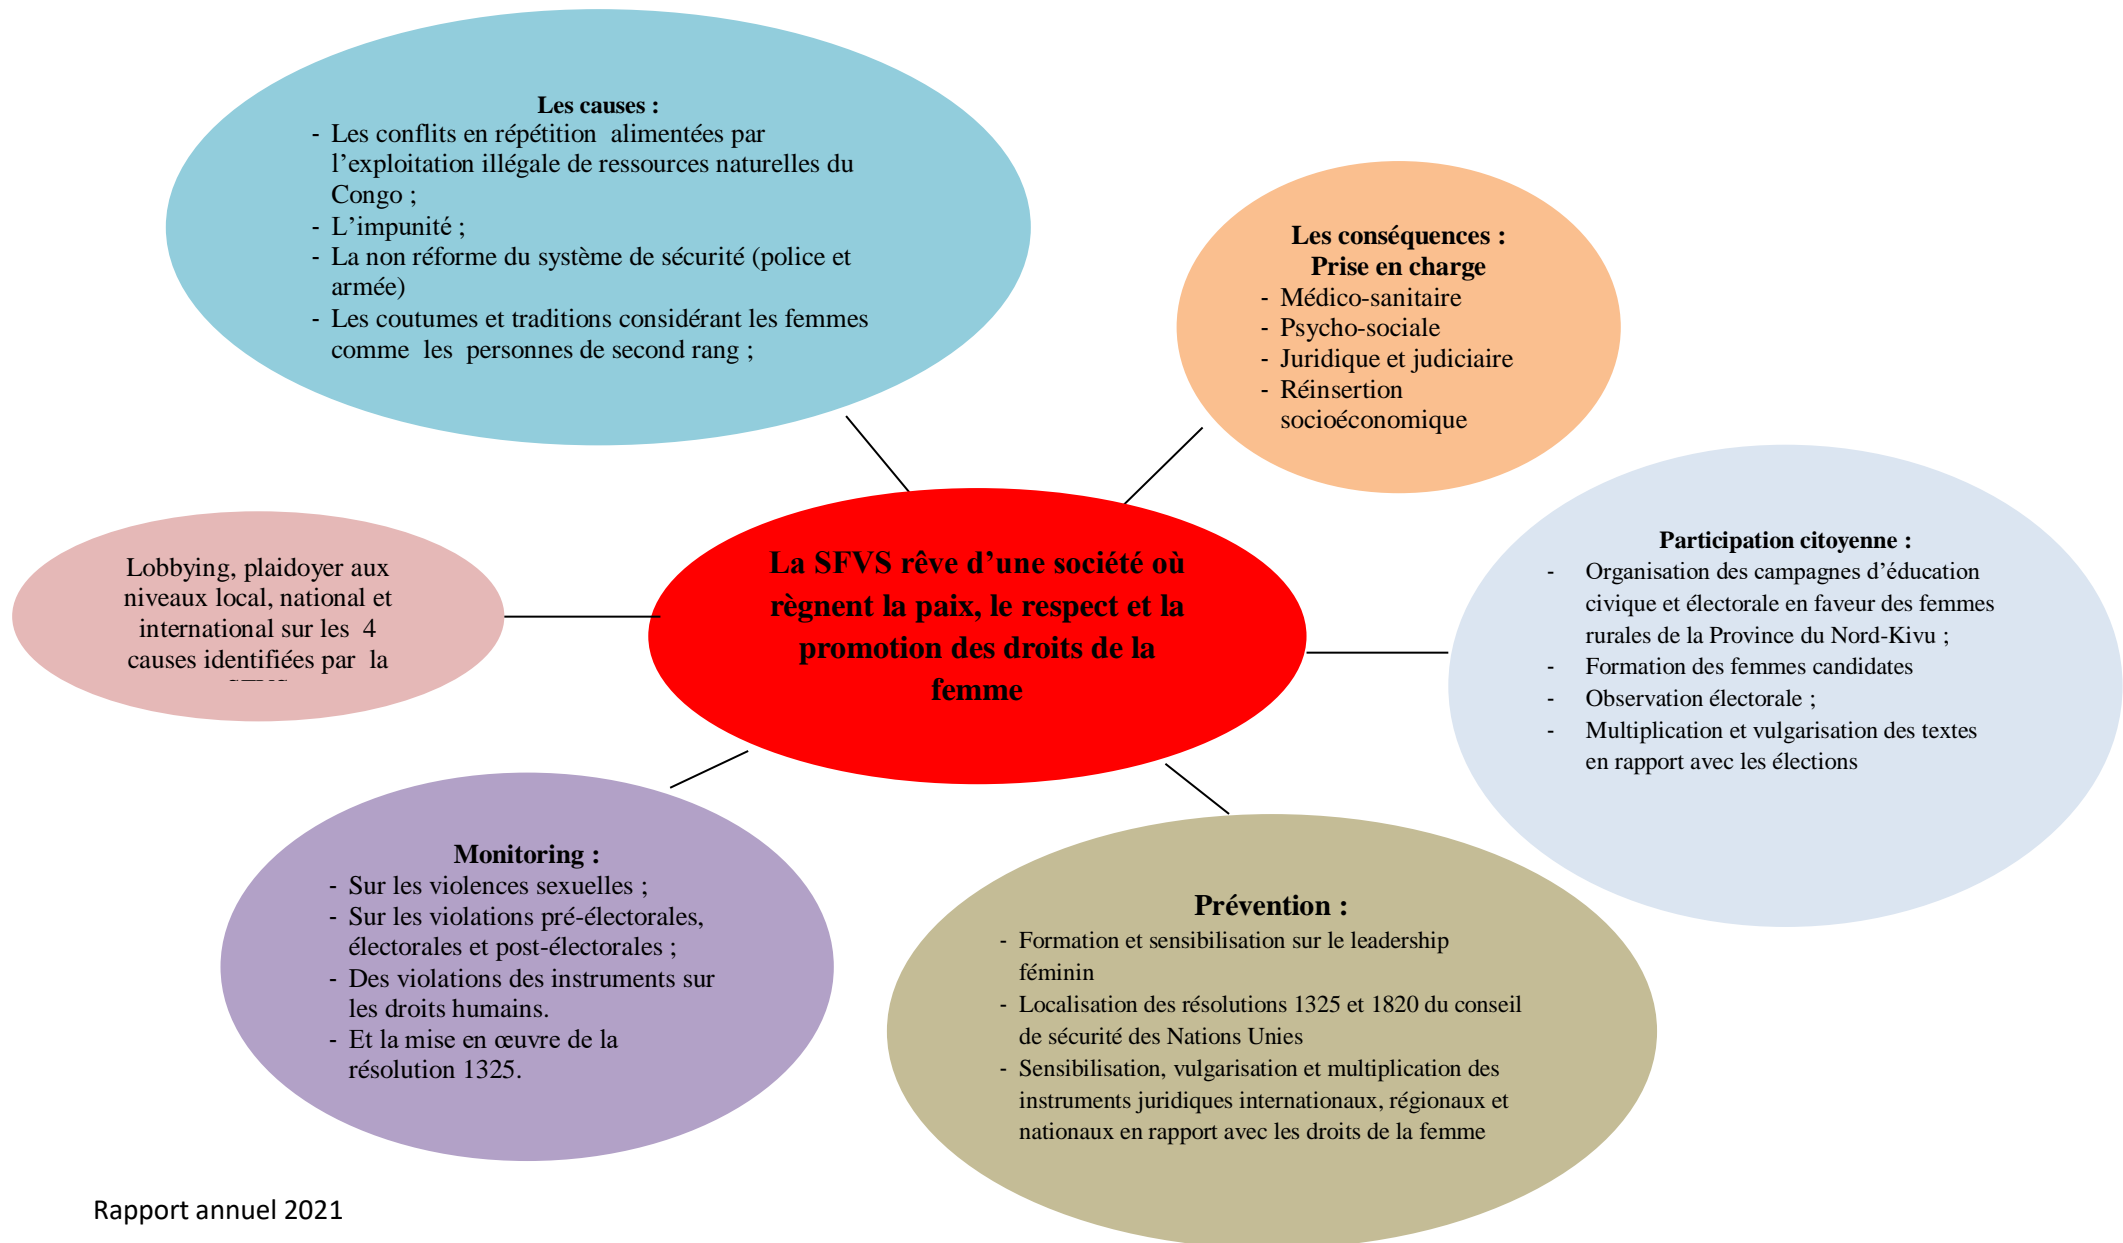 Les causes :
- Les conflits en répétition  alimentées par
l’exploitation illégale de ressources naturelles du
Congo ;
- L’impunité ;
- La non réforme du système de sécurité (police et
armée)
- Les coutumes et traditions considérant les femmes
comme  les  personnes de second rang ;
Les conséquences :
Prise en charge
- Médico-sanitaire
- Psycho-sociale
- Juridique et judiciaire
- Réinsertion
socioéconomique
Lobbying, plaidoyer aux
niveaux local, national et
international sur les  4
causes identifiées par  la
La SFVS rêve d’une société où
règnent la paix, le respect et la
promotion des droits de la
femme
Participation citoyenne :
- Organisation des campagnes d’éducation
civique et électorale en faveur des femmes
rurales de la Province du Nord-Kivu ;
- Formation des femmes candidates
- Observation électorale ;
- Multiplication et vulgarisation des textes
en rapport avec les élections
Monitoring :
- Sur les violences sexuelles ;
- Sur les violations pré-électorales,
électorales et post-électorales ;
- Des violations des instruments sur
les droits humains.
- Et la mise en œuvre de la
résolution 1325.
Prévention :
- Formation et sensibilisation sur le leadership
féminin
- Localisation des résolutions 1325 et 1820 du conseil
de sécurité des Nations Unies
- Sensibilisation, vulgarisation et multiplication des
instruments juridiques internationaux, régionaux et
nationaux en rapport avec les droits de la femme
Rapport annuel 2021